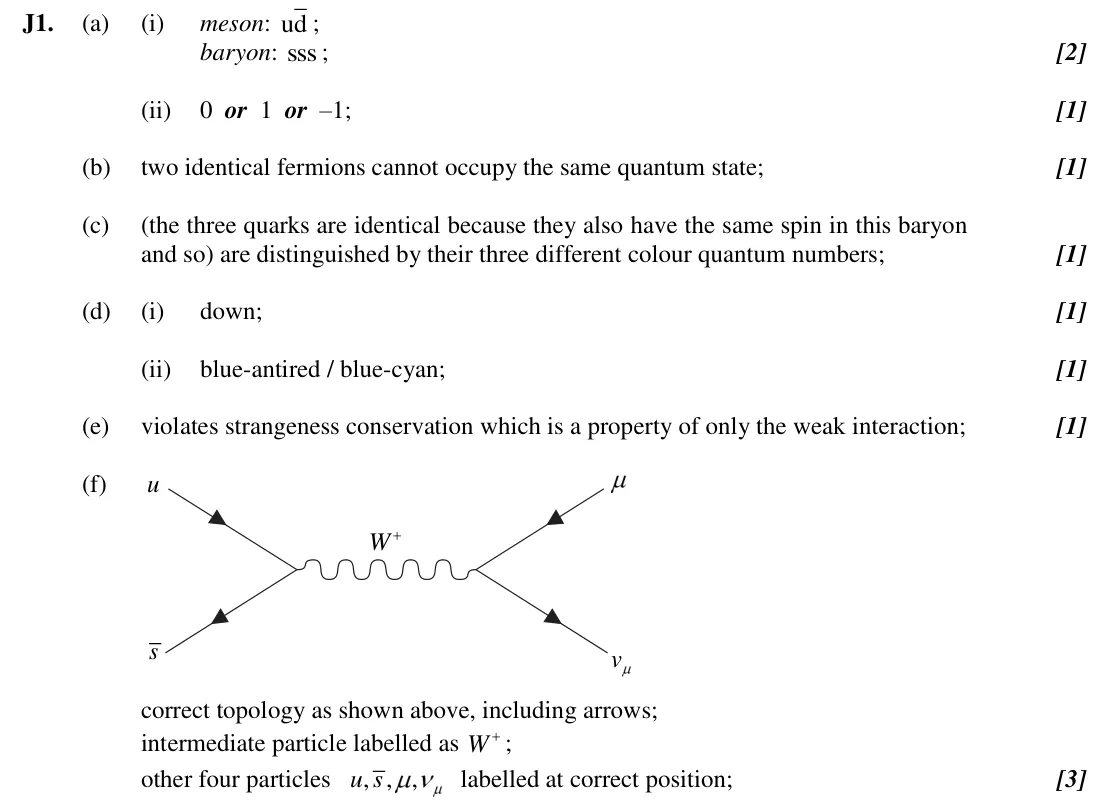 J1. (a) (i) meson: ud̅ ;
baryon: sss ; [2]
(ii) 0 or 1 or –1; [1]
(b) two identical fermions cannot occupy the same quantum state; [1]
(c) (the three quarks are identical because they also have the same spin in this baryon
and so) are distinguished by their three different colour quantum numbers; [1]
(d) (i) down; [1]
(ii) blue-antired / blue-cyan; [1]
(e) violates strangeness conservation which is a property of only the weak interaction; [1]
(f) u μ
W⁺
s̅ ν_μ
correct topology as shown above, including arrows;
intermediate particle labelled as W⁺ ;
other four particles u, s̅, μ, ν_μ labelled at correct position; [3]